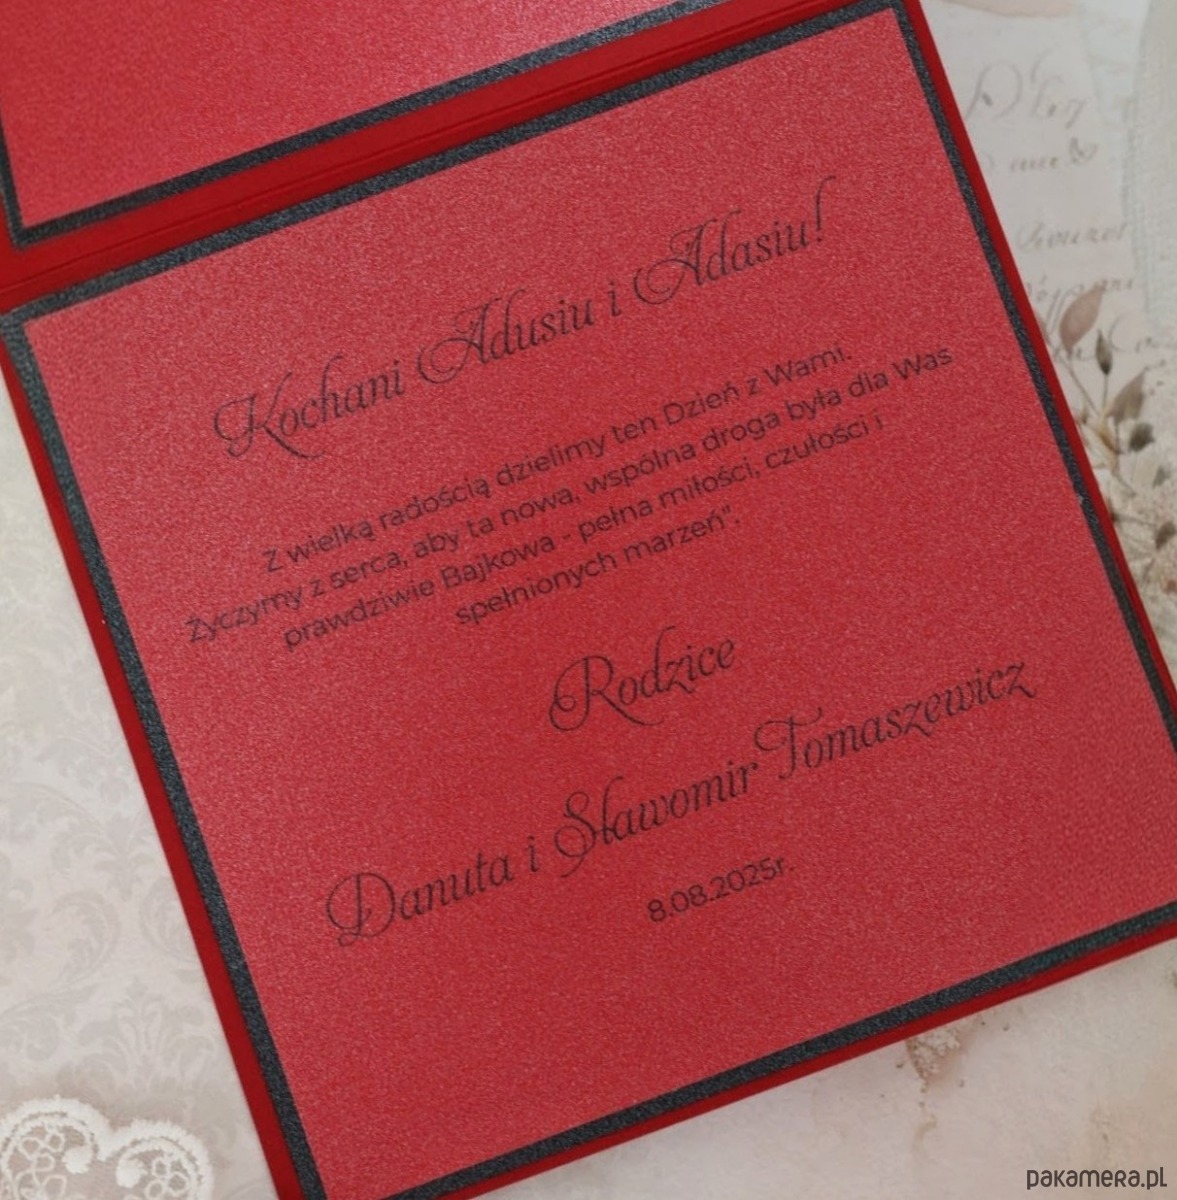 Kochani Adusiu i Adasiu!
Z wielką radością dzielimy ten Dzień z Wami.
Życzymy z serca, aby ta nowa, wspólna droga była dla Was
prawdziwie Bajkowa - pełna miłości, czułości i
spełnionych marzeń".
Rodzice
Danuta i Sławomir Tomaszewicz
8.08.2025r.
pakamera.pl